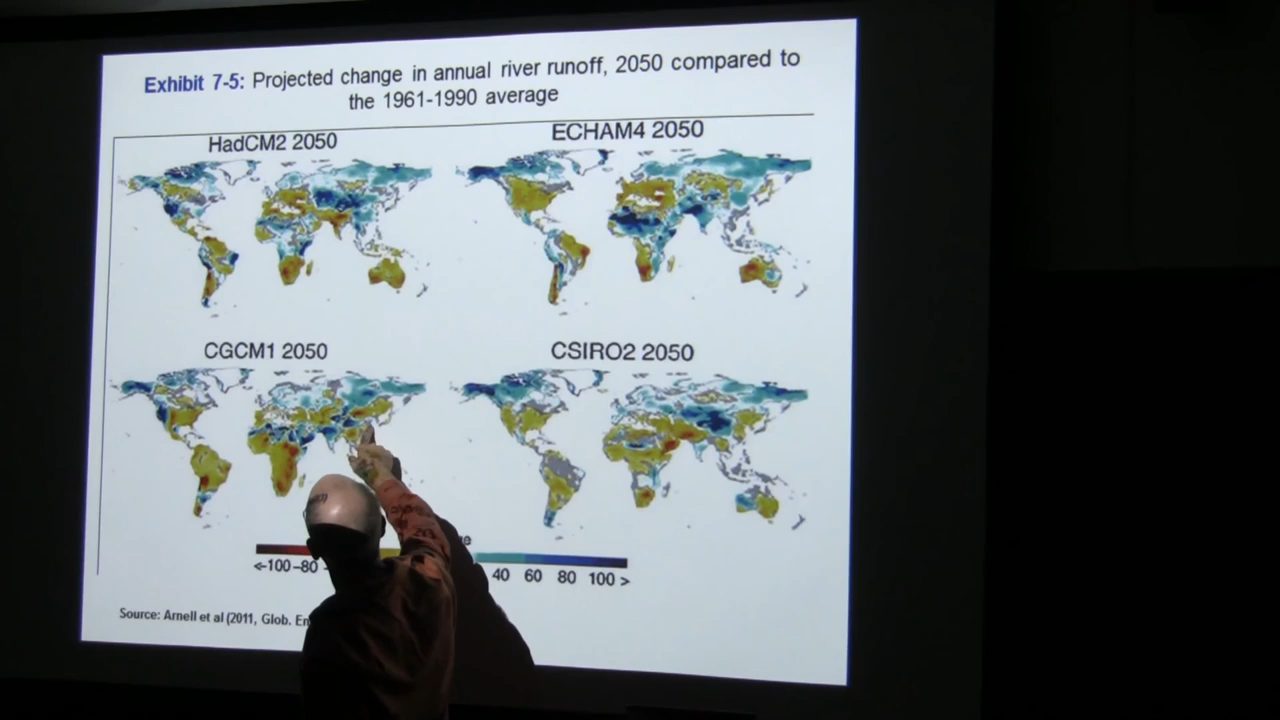 Exhibit 7-5: Projected change in annual river runoff, 2050 compared to
the 1961-1990 average
HadCM2 2050
ECHAM4 2050
CGCM1 2050
CSIRO2 2050
<-100 -80
40 60 80 100 >
Source: Arnell et al (2011, Glob.